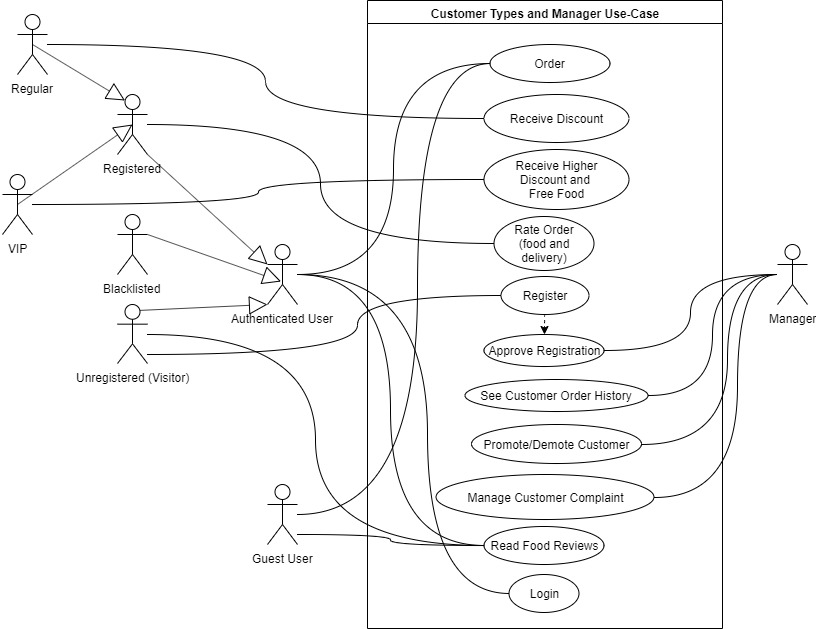 Customer Types and Manager Use-Case
Order
Regular
Receive Discount
Registered
Receive Higher
Discount and
Free Food
VIP
Rate Order
(food and
delivery)
Blacklisted
Register
Authenticated User
Manager
Approve Registration
Unregistered (Visitor)
See Customer Order History
Promote/Demote Customer
Manage Customer Complaint
Read Food Reviews
Guest User
Login